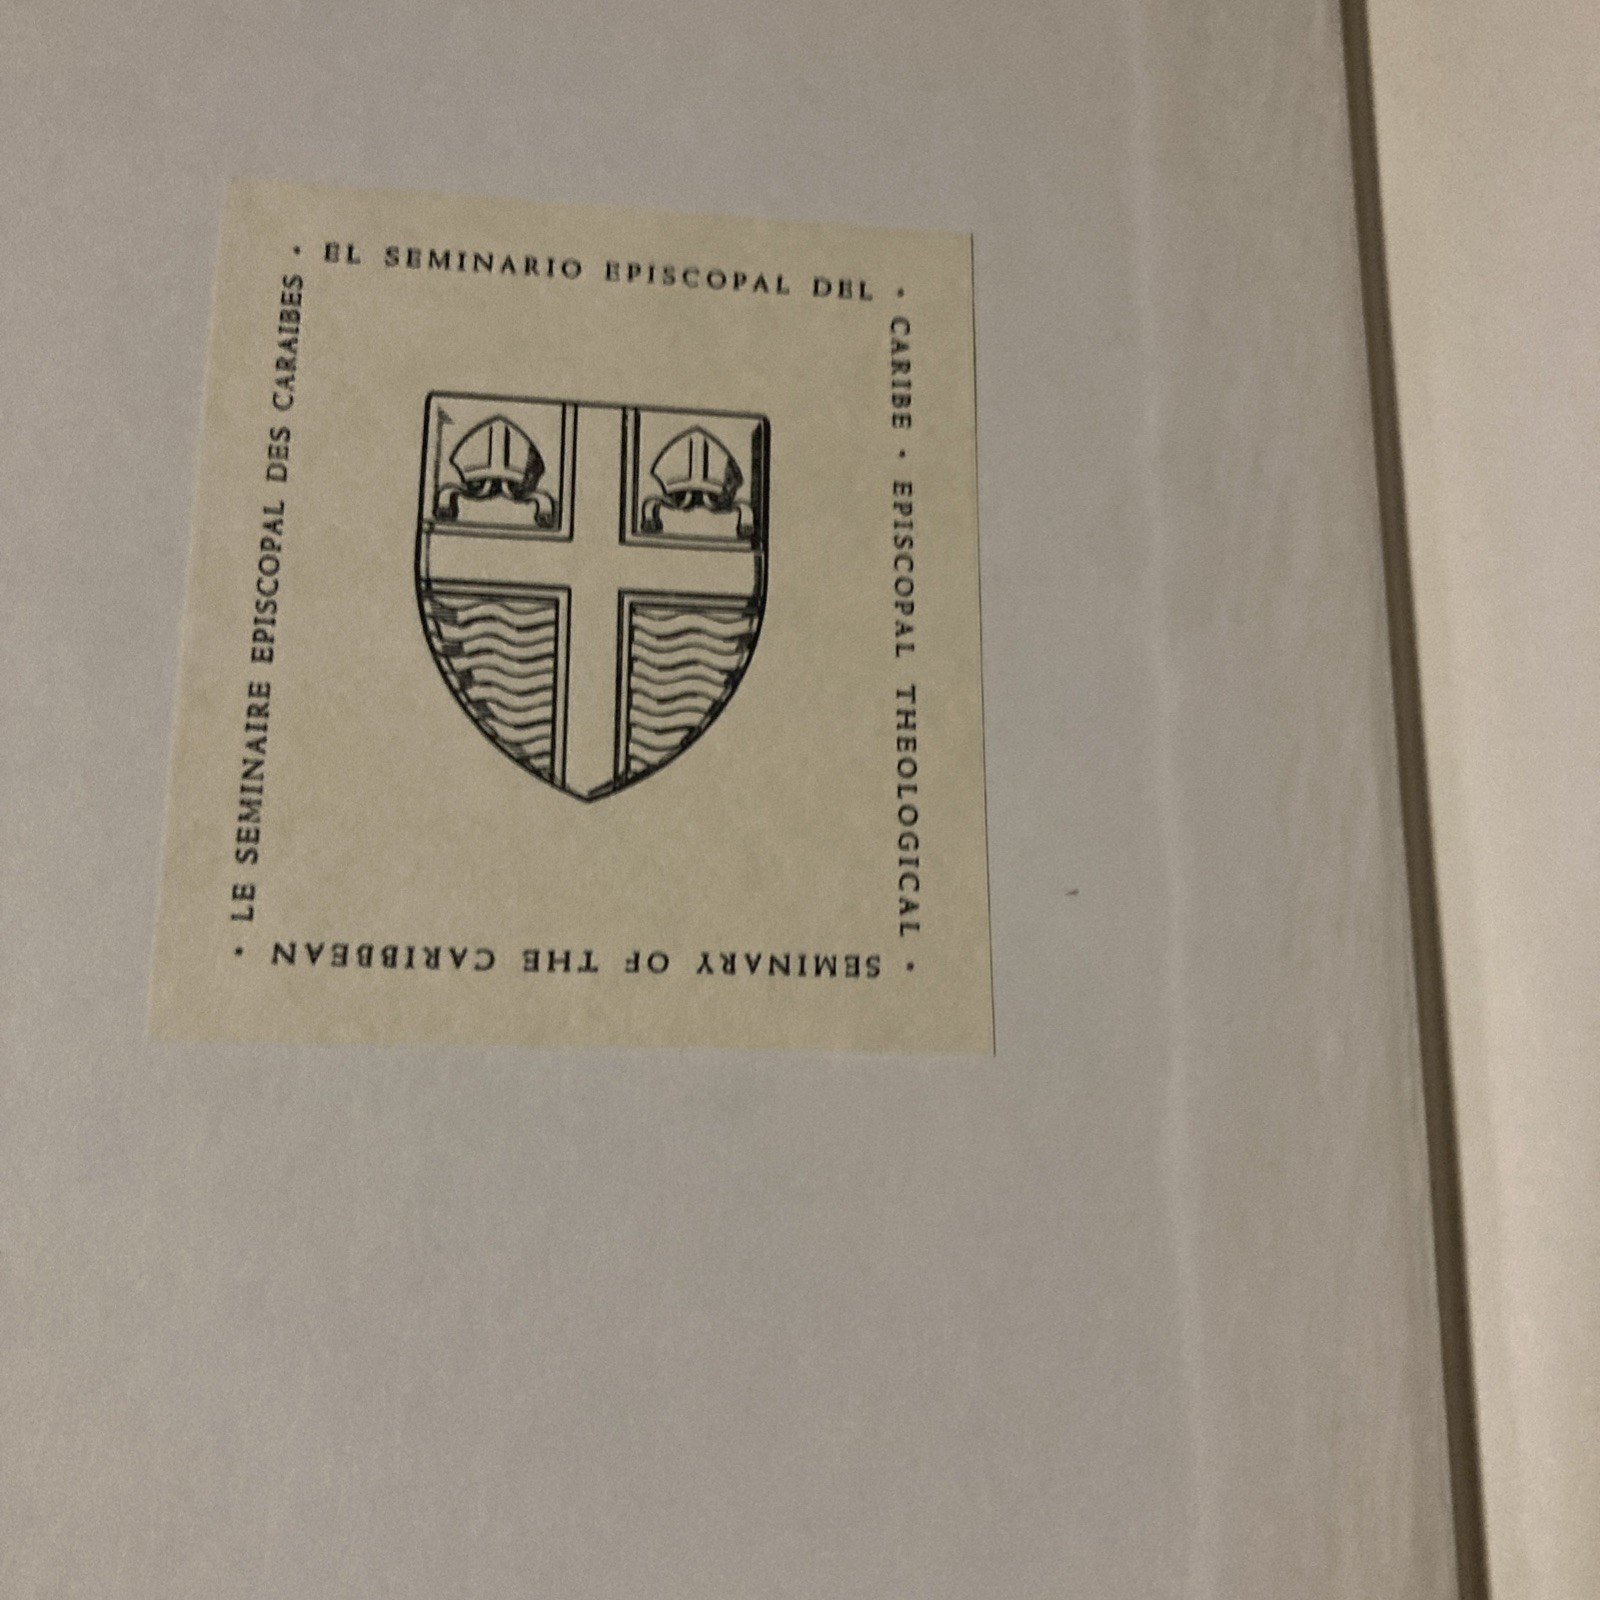 · EL SEMINARIO EPISCOPAL DEL ·
CARIBE · EPISCOPAL THEOLOGICAL
· SEMINARY OF THE CARIBBEAN ·
LE SEMINAIRE EPISCOPAL DES CARAIBES